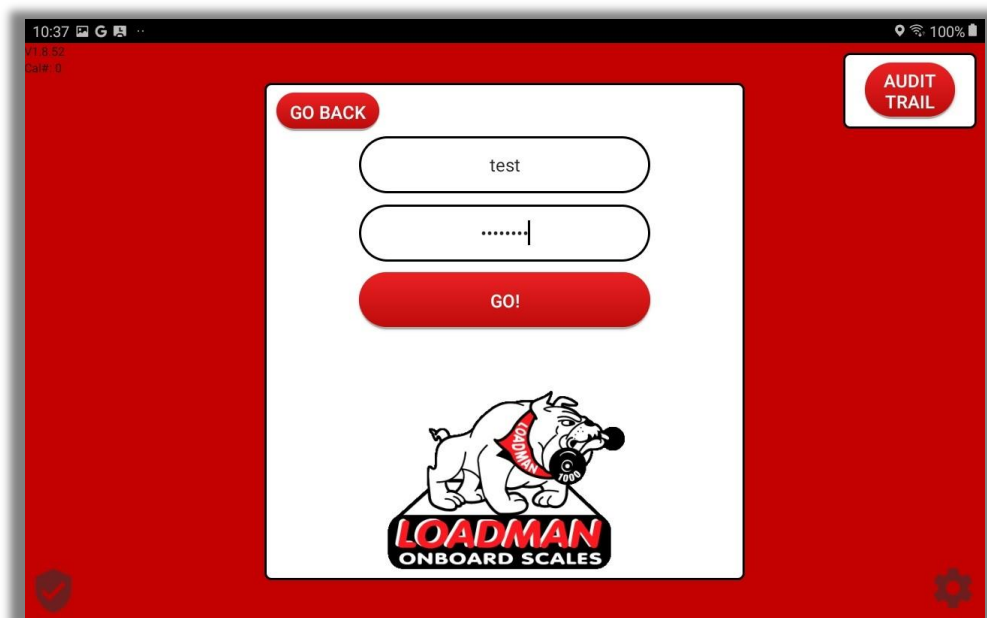 10:37
100%
V1.8.52
Cal#: 0
AUDIT
TRAIL
GO BACK
test
••••••••
GO!
LOADMAN
1000
LOADMAN
ONBOARD SCALES